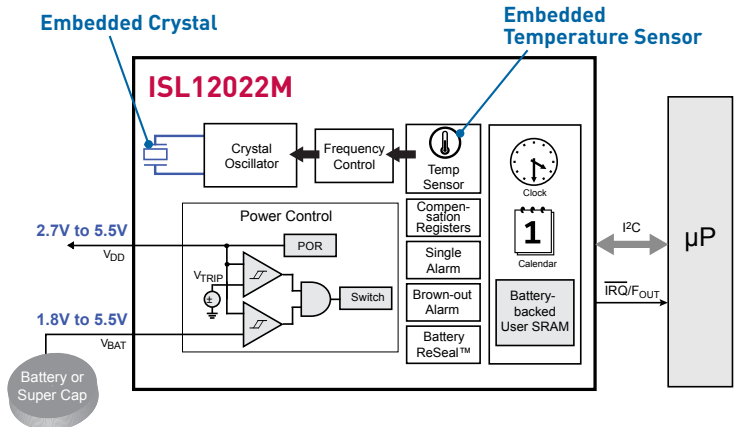 Embedded Crystal
Embedded
Temperature Sensor
ISL12022M
Crystal
Oscillator
Frequency
Control
Temp
Sensor
Clock
1
Calendar
Battery-
backed
User SRAM
Compen-
sation
Registers
Single
Alarm
Brown-out
Alarm
Battery
ReSeal™
Power Control
POR
VTRIP
±
Switch
2.7V to 5.5V
VDD
1.8V to 5.5V
VBAT
Battery or
Super Cap
I²C
IRQ/FOUT
µP